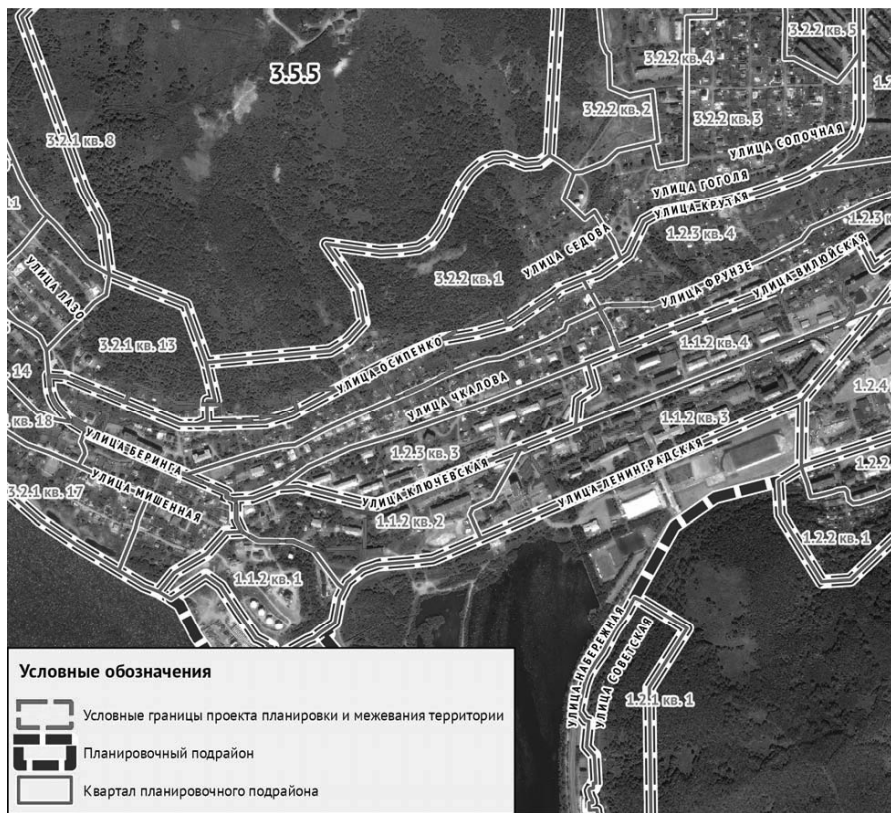 3.5.5
3.2.2 кв. 4
3.2.2 кв. 5
3.2.2 кв. 2
3.2.2 кв. 3
3.2.1 кв. 8
УЛИЦА СОПОЧНАЯ
УЛИЦА ГОГОЛЯ
УЛИЦА КРУТАЯ
1.2.3 кв. 4
УЛИЦА СЕДОВА
3.2.2 кв. 1
УЛИЦА ФРУНЗЕ
УЛИЦА ВИЛЮЙСКАЯ
УЛИЦА ЛАЗО
3.2.1 кв. 13
УЛИЦА ОСИПЕНКО
1.1.2 кв. 4
УЛИЦА ЧКАЛОВА
1.2.4
1.1.2 кв. 3
УЛИЦА БЕРИНГА
1.2.3 кв. 3
УЛИЦА КЛЮЧЕВСКАЯ
УЛИЦА ЛЕНИНГРАДСКАЯ
3.2.1 кв. 17
УЛИЦА МИШЕННАЯ
1.1.2 кв. 2
1.2.2 кв. 1
1.1.2 кв. 1
УЛИЦА НАБЕРЕЖНАЯ
УЛИЦА СОВЕТСКАЯ
1.2.1 кв. 1
Условные обозначения
Условные границы проекта планировки и межевания территории
Планировочный подрайон
Квартал планировочного подрайона